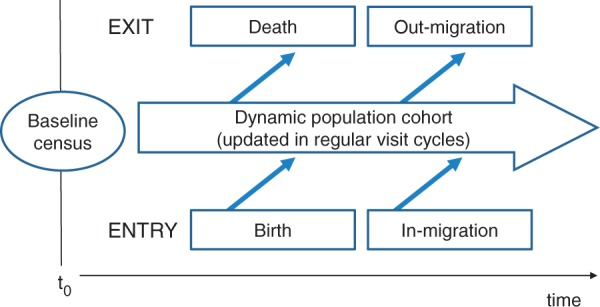 EXIT
Death
Out-migration
Baseline
census
Dynamic population cohort
(updated in regular visit cycles)
ENTRY
Birth
In-migration
t0
time